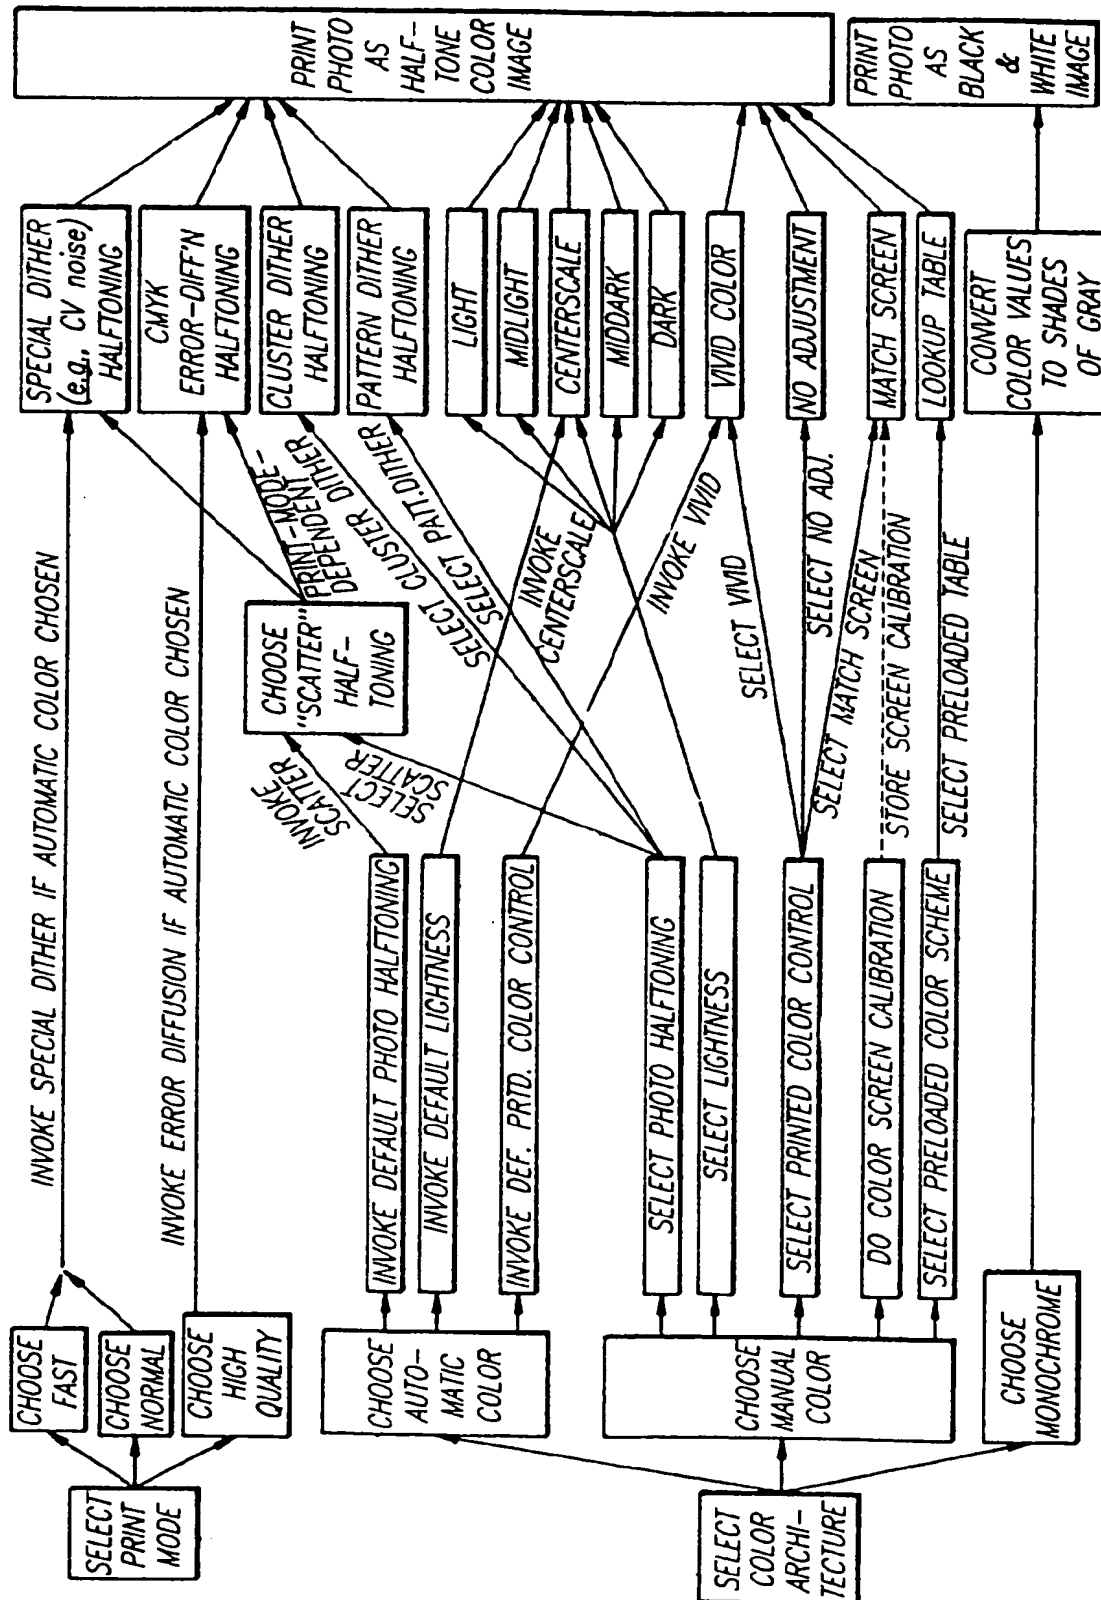 SELECT
PRINT
MODE
CHOOSE
FAST
CHOOSE
NORMAL
CHOOSE
HIGH
QUALITY
INVOKE SPECIAL DITHER IF AUTOMATIC COLOR CHOSEN
INVOKE ERROR DIFFUSION IF AUTOMATIC COLOR CHOSEN
SELECT
COLOR
ARCHI-
TECTURE
CHOOSE
AUTO-
MATIC
COLOR
CHOOSE
MANUAL
COLOR
CHOOSE
MONOCHROME
INVOKE DEFAULT PHOTO HALFTONING
INVOKE DEFAULT LIGHTNESS
INVOKE DEF. PRTD. COLOR CONTROL
SELECT PHOTO HALFTONING
SELECT LIGHTNESS
SELECT PRINTED COLOR CONTROL
DO COLOR SCREEN CALIBRATION
SELECT PRELOADED COLOR SCHEME
INVOKE
SCATTER
SELECT
SCATTER
CHOOSE
"SCATTER"
HALF-
TONING
PRINT-MODE-
DEPENDENT
SELECT CLUSTER DITHER
SELECT PATT. DITHER
INVOKE
CENTERSCALE
INVOKE VIVID
SELECT VIVID
SELECT NO ADJ.
SELECT MATCH SCREEN
STORE SCREEN CALIBRATION
SELECT PRELOADED TABLE
SPECIAL DITHER
(e.g., CV noise)
HALFTONING
CMYK
ERROR-DIFF'N
HALFTONING
CLUSTER DITHER
HALFTONING
PATTERN DITHER
HALFTONING
LIGHT
MIDLIGHT
CENTERSCALE
MIDDARK
DARK
VIVID COLOR
NO ADJUSTMENT
MATCH SCREEN
LOOKUP TABLE
CONVERT
COLOR VALUES
TO SHADES
OF GRAY
PRINT
PHOTO
AS
HALF-
TONE
COLOR
IMAGE
PRINT
PHOTO
AS
BLACK
&
WHITE
IMAGE